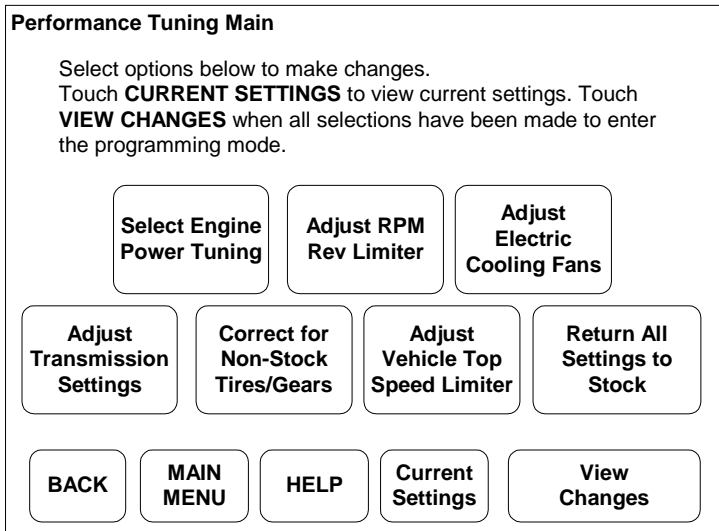 Performance Tuning Main
Select options below to make changes.
Touch CURRENT SETTINGS to view current settings. Touch
VIEW CHANGES when all selections have been made to enter
the programming mode.
Select Engine
Power Tuning
Adjust RPM
Rev Limiter
Adjust
Electric
Cooling Fans
Adjust
Transmission
Settings
Correct for
Non-Stock
Tires/Gears
Adjust
Vehicle Top
Speed Limiter
Return All
Settings to
Stock
BACK
MAIN
MENU
HELP
Current
Settings
View
Changes